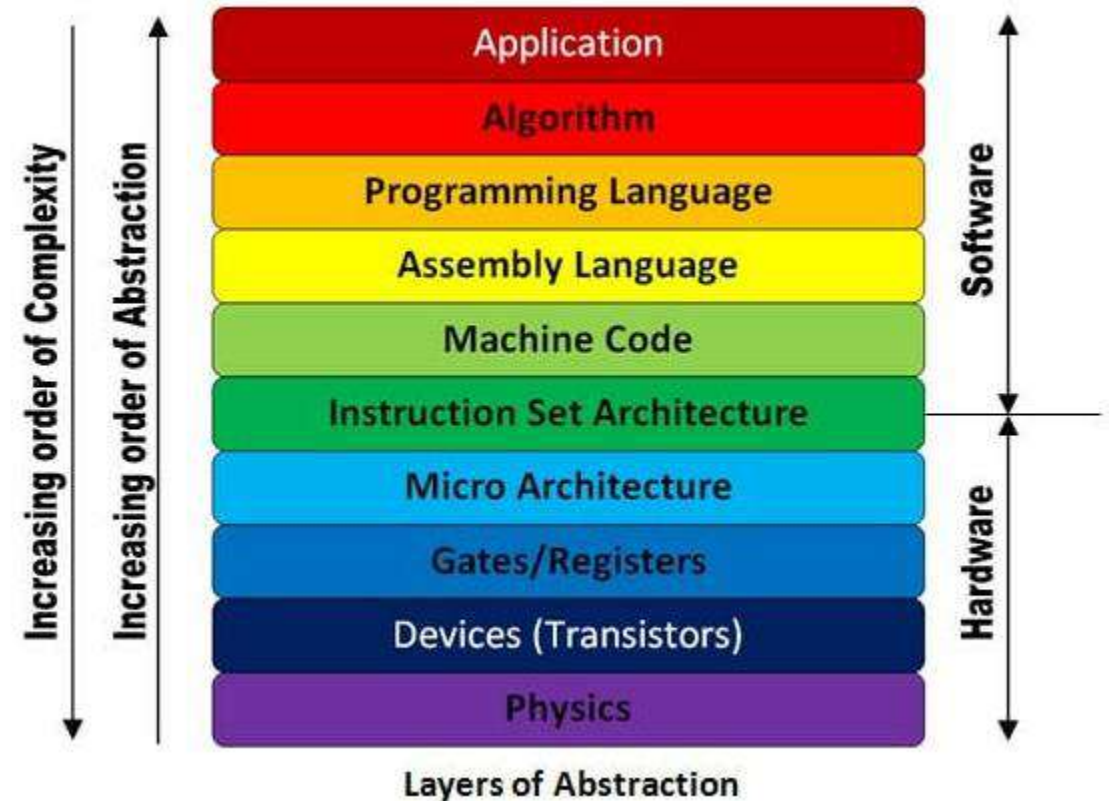 Increasing order of Complexity
Increasing order of Abstraction
Application
Algorithm
Programming Language
Assembly Language
Machine Code
Instruction Set Architecture
Micro Architecture
Gates/Registers
Devices (Transistors)
Physics
Software
Hardware
Layers of Abstraction